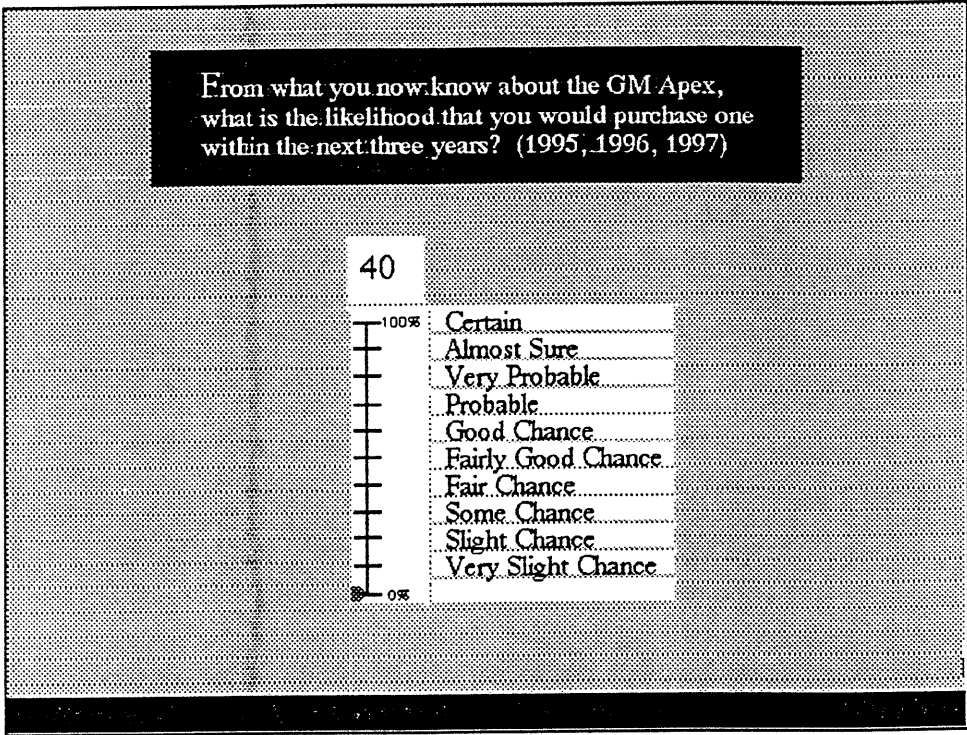 From what you now know about the GM Apex,
what is the likelihood that you would purchase one
within the next three years? (1995, 1996, 1997)
40
100% Certain
Almost Sure
Very Probable
Probable
Good Chance
Fairly Good Chance
Fair Chance
Some Chance
Slight Chance
Very Slight Chance
0%